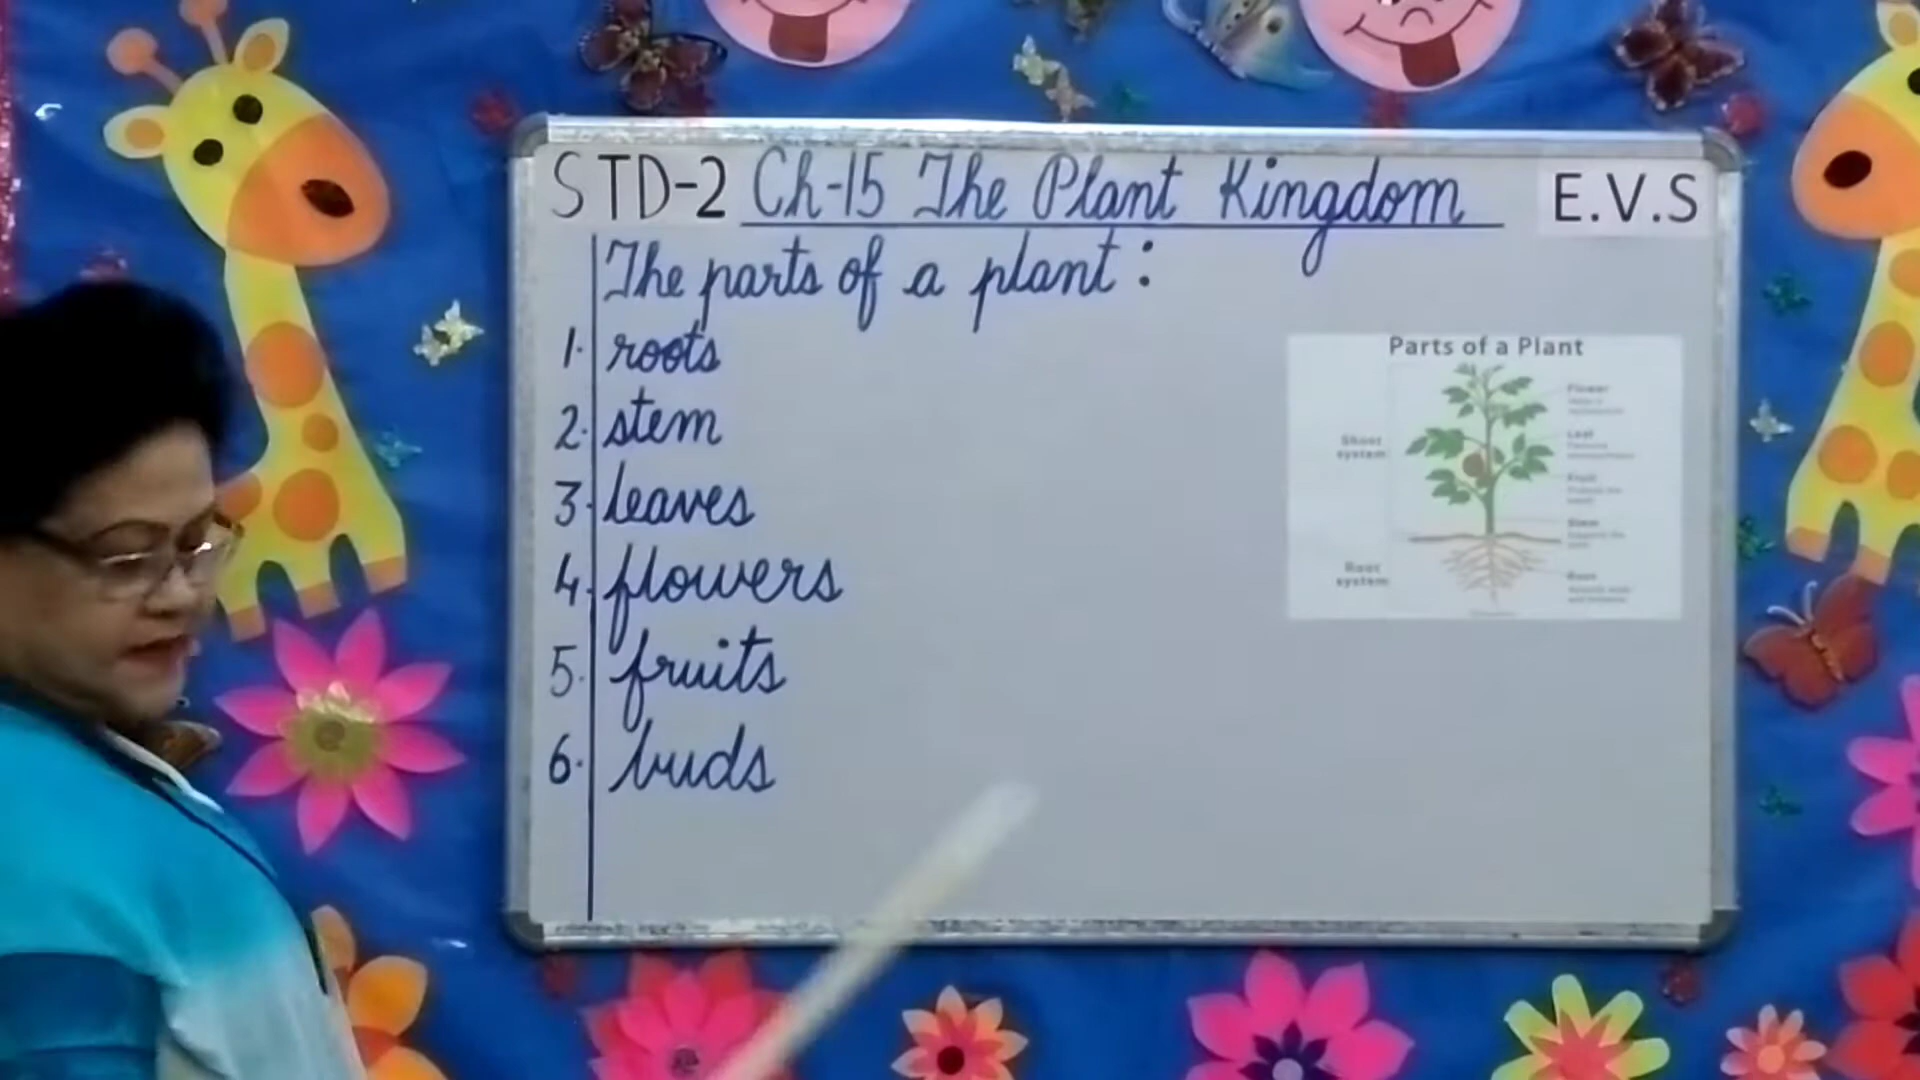 STD-2 Ch-15 The Plant Kingdom E.V.S
The parts of a plant:
1. roots
2. stem
3. leaves
4. flowers
5. fruits
6. buds
Parts of a Plant
Flower
Leaf
Shoot
system
Fruit
Stem
Root
system
Root